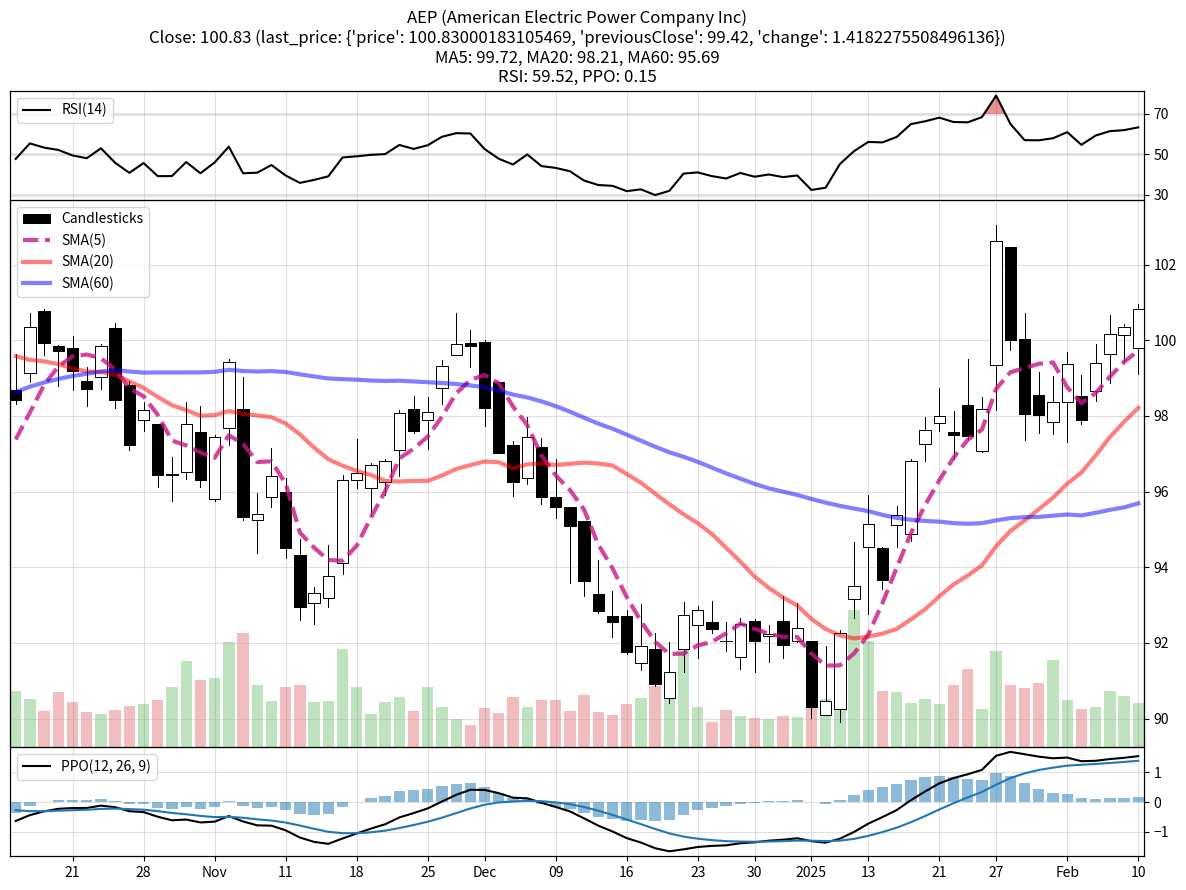 AEP (American Electric Power Company Inc)
Close: 100.83 (last_price: {'price': 100.83000183105469, 'previousClose': 99.42, 'change': 1.4182275508496136})
MA5: 99.72, MA20: 98.21, MA60: 95.69
RSI: 59.52, PPO: 0.15
RSI(14)
70
50
30
Candlesticks
SMA(5)
SMA(20)
SMA(60)
102
100
98
96
94
92
90
PPO(12, 26, 9)
1
0
−1
21 28 Nov 11 18 25 Dec 09 16 23 30 2025 13 21 27 Feb 10